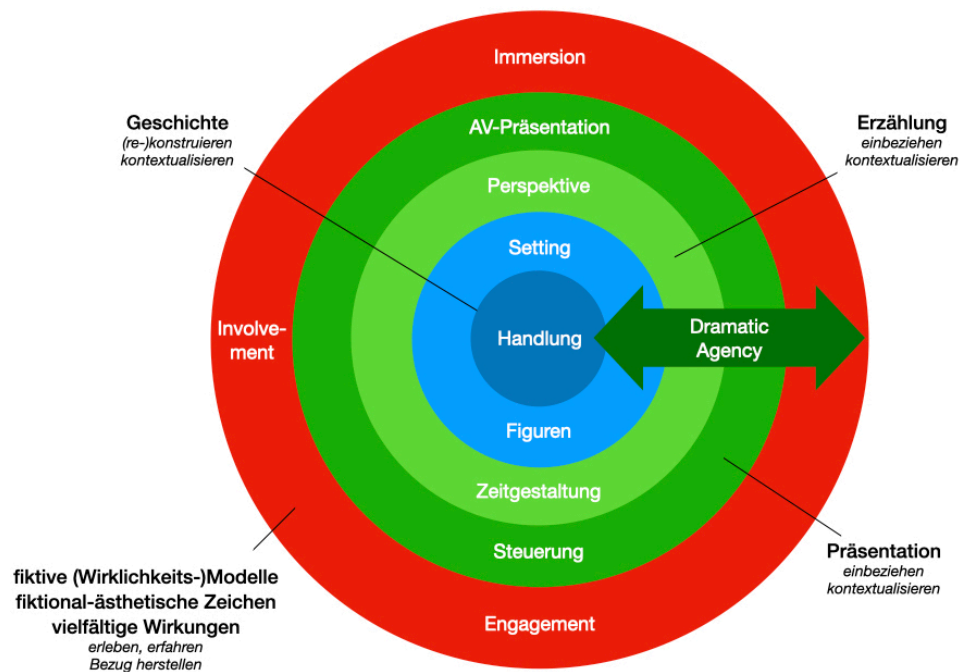 Immersion
Geschichte
(re-)konstruieren
kontextualisieren
AV-Präsentation
Erzählung
einbeziehen
kontextualisieren
Perspektive
Setting
Involve-
ment
Handlung
Dramatic
Agency
Figuren
Zeitgestaltung
Steuerung
Präsentation
einbeziehen
kontextualisieren
fiktive (Wirklichkeits-)Modelle
fiktional-ästhetische Zeichen
vielfältige Wirkungen
erleben, erfahren
Bezug herstellen
Engagement